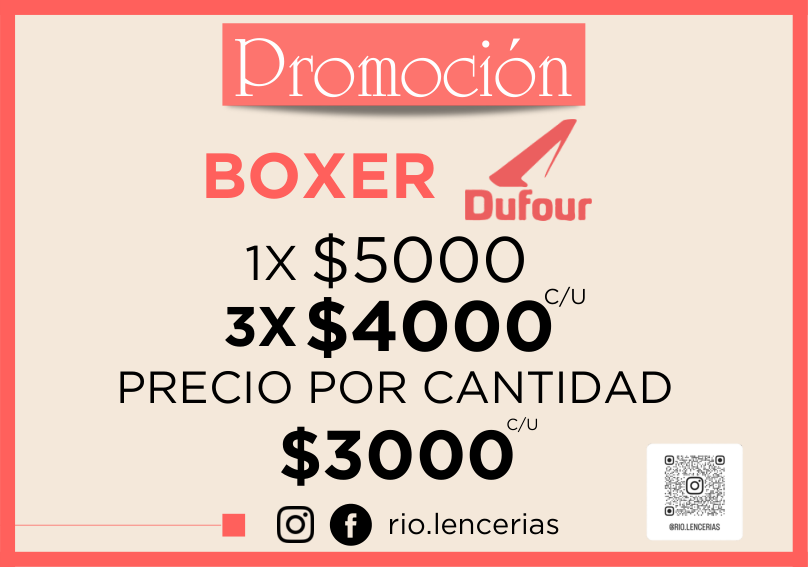 Promoción
BOXER Dufour
1X $5000
3X $4000 C/U
PRECIO POR CANTIDAD
$3000 C/U
rio.lencerias
@RIO.LENCERIAS